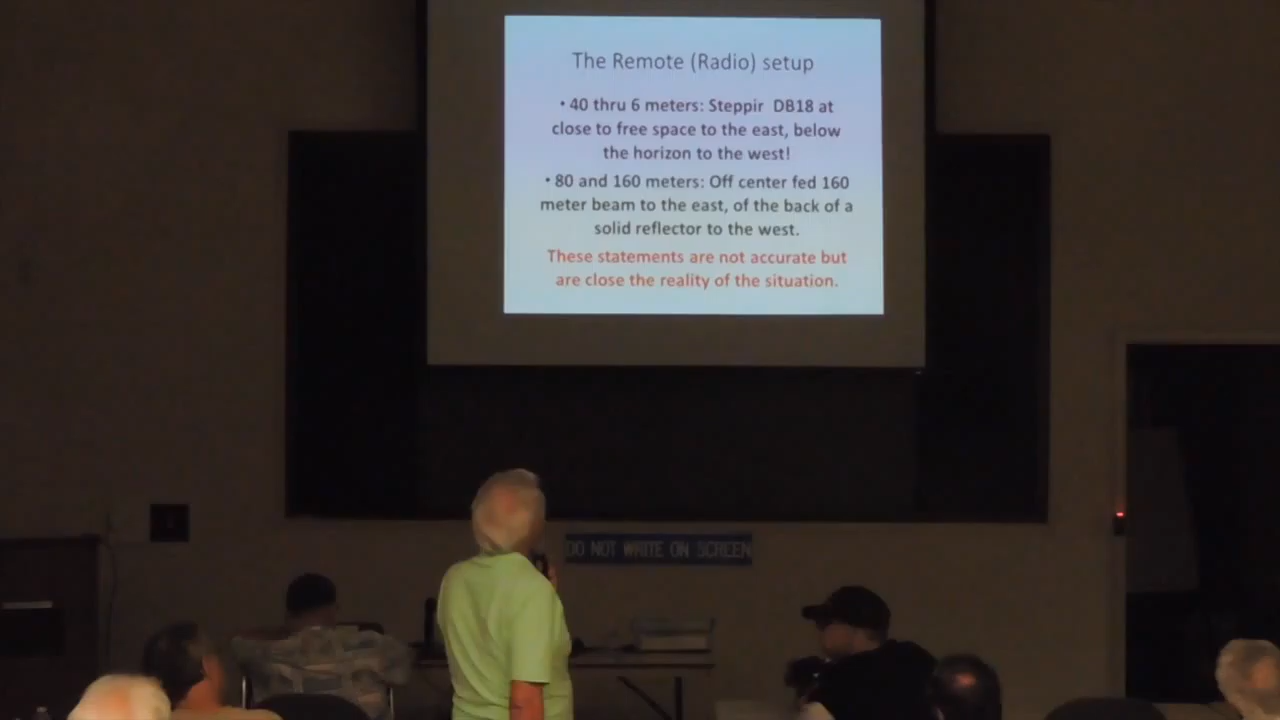 The Remote (Radio) setup
• 40 thru 6 meters: Steppir DB18 at
close to free space to the east, below
the horizon to the west!
• 80 and 160 meters: Off center fed 160
meter beam to the east, of the back of a
solid reflector to the west.
These statements are not accurate but
are close the reality of the situation.
DO NOT WRITE ON SCREEN